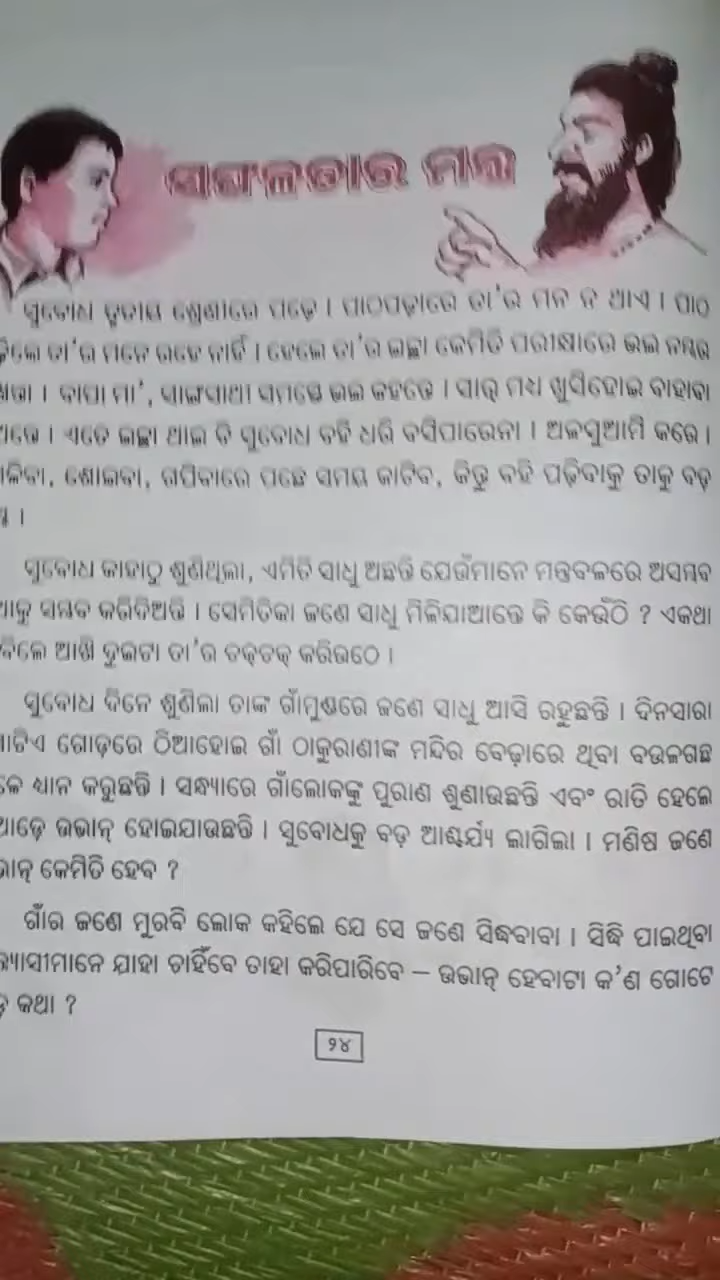 ସଫଳତାର ମନ୍ତ୍ର
ସୁବୋଧ ତୃତୀୟ ଶ୍ରେଣୀରେ ପଢ଼େ । ପାଠପଢ଼ାରେ ତା'ର ମନ ନ ଥାଏ । ପାଠ
ତା'ର ମନେ ରହେ ନାହିଁ । ହେଲେ ତା'ର ଇଚ୍ଛା କେମିତି ପରୀକ୍ଷାରେ ଭଲ ନମ୍ବର
। ବାପା ମା', ସାଙ୍ଗସାଥୀ ସମସ୍ତେ ଭଲ କହନ୍ତେ । ସାର୍ ମଧ୍ୟ ଖୁସିହୋଇ ବାହାବା
। ଏତେ ଇଚ୍ଛା ଥାଇ ବି ସୁବୋଧ ବହି ଧରି ବସିପାରେନା । ଅଳସୁଆମି କରେ ।
ଶୋଇବା, ଗପିବାରେ ପଛେ ସମୟ କାଟିବ, କିନ୍ତୁ ବହି ପଢ଼ିବାକୁ ତାକୁ ବଡ଼
।
ସୁବୋଧ କାହାଠୁ ଶୁଣିଥିଲା, ଏମିତି ସାଧୁ ଅଛନ୍ତି ଯେଉଁମାନେ ମନ୍ତ୍ରବଳରେ ଅସମ୍ଭବ
ସମ୍ଭବ କରିଦିଅନ୍ତି । ସେମିତିକା ଜଣେ ସାଧୁ ମିଳିଯାଆନ୍ତେ କି କେଉଁଠି ? ଏକଥା
ଆଖି ଦୁଇଟା ତା'ର ଚକ୍‌ଚକ୍ କରିଉଠେ ।
ସୁବୋଧ ଦିନେ ଶୁଣିଲା ତାଙ୍କ ଗାଁମୁଣ୍ଡରେ ଜଣେ ସାଧୁ ଆସି ରହୁଛନ୍ତି । ଦିନସାରା
ଗୋଡ଼ରେ ଠିଆହୋଇ ଗାଁ ଠାକୁରାଣୀଙ୍କ ମନ୍ଦିର ବେଢ଼ାରେ ଥିବା ବଉଳଗଛ
ଧ୍ୟାନ କରୁଛନ୍ତି । ସନ୍ଧ୍ୟାରେ ଗାଁଲୋକଙ୍କୁ ପୁରାଣ ଶୁଣାଉଛନ୍ତି ଏବଂ ରାତି ହେଲେ
ଉଭାନ୍ ହୋଇଯାଉଛନ୍ତି । ସୁବୋଧକୁ ବଡ଼ ଆଶ୍ଚର୍ଯ୍ୟ ଲାଗିଲା । ମଣିଷ ଜଣେ
କେମିତି ହେବ ?
ଗାଁର ଜଣେ ମୁରବି ଲୋକ କହିଲେ ଯେ ସେ ଜଣେ ସିଦ୍ଧବାବା । ସିଦ୍ଧି ପାଇଥିବା
ଯାହା ଚାହିଁବେ ତାହା କରିପାରିବେ – ଉଭାନ୍ ହେବାଟା କ'ଣ ଗୋଟେ
କଥା ?
୨୪